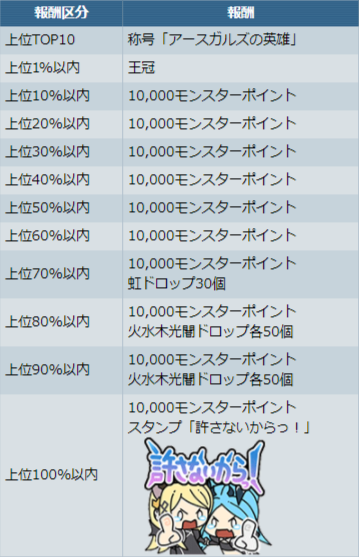 報酬区分 報酬
上位TOP10 称号「アースガルズの英雄」
上位1%以内 王冠
上位10%以内 10,000モンスターポイント
上位20%以内 10,000モンスターポイント
上位30%以内 10,000モンスターポイント
上位40%以内 10,000モンスターポイント
上位50%以内 10,000モンスターポイント
上位60%以内 10,000モンスターポイント
上位70%以内 10,000モンスターポイント
虹ドロップ30個
上位80%以内 10,000モンスターポイント
火水木光闇ドロップ各50個
上位90%以内 10,000モンスターポイント
火水木光闇ドロップ各50個
上位100%以内 10,000モンスターポイント
スタンプ「許さないからっ！」
許さないからっ!